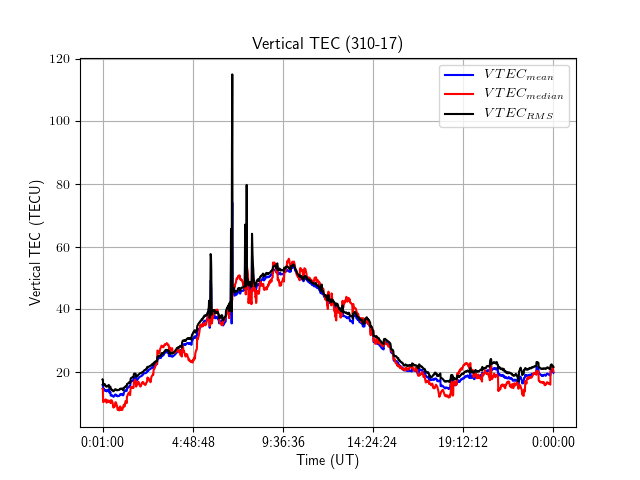 Vertical TEC (310-17)
VTEC_mean
VTEC_median
VTEC_RMS
Vertical TEC (TECU)
120
100
80
60
40
20
0:01:00 4:48:48 9:36:36 14:24:24 19:12:12 0:00:00
Time (UT)